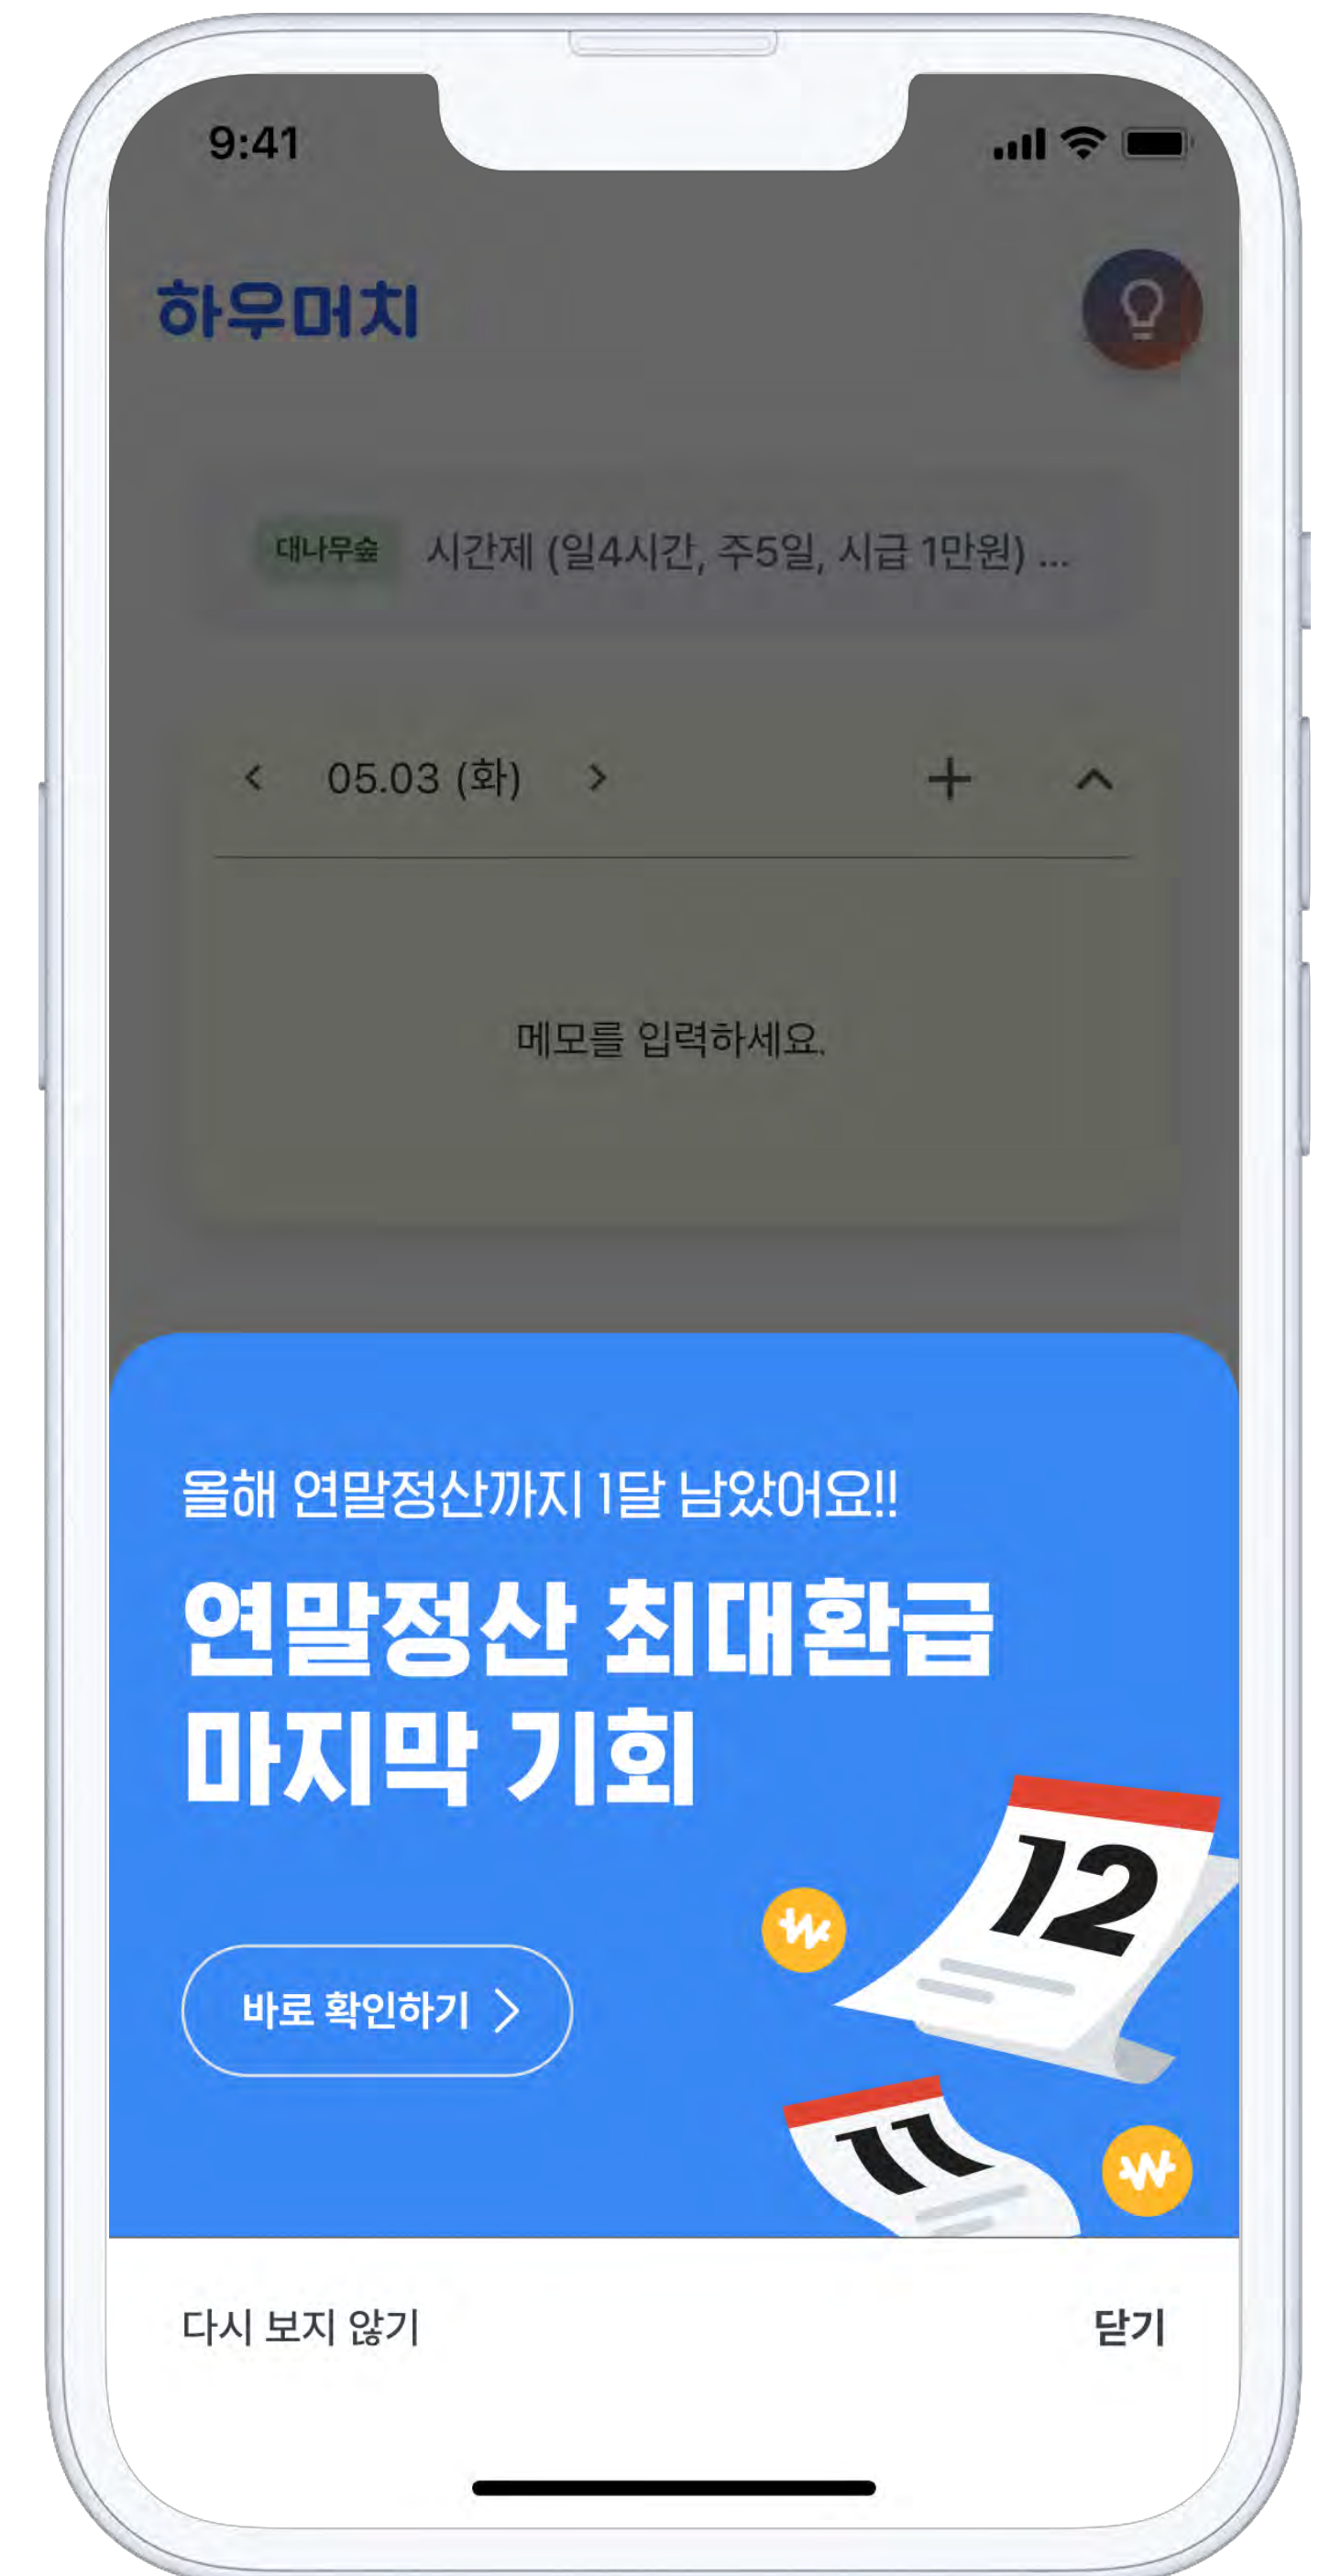 9:41
하우머치
대나무숲 시간제 (일4시간, 주5일, 시급 1만원) ...
05.03 (화)
메모를 입력하세요.
올해 연말정산까지 1달 남았어요!!
연말정산 최대환급
마지막 기회
바로 확인하기
12
11
다시 보지 않기 닫기